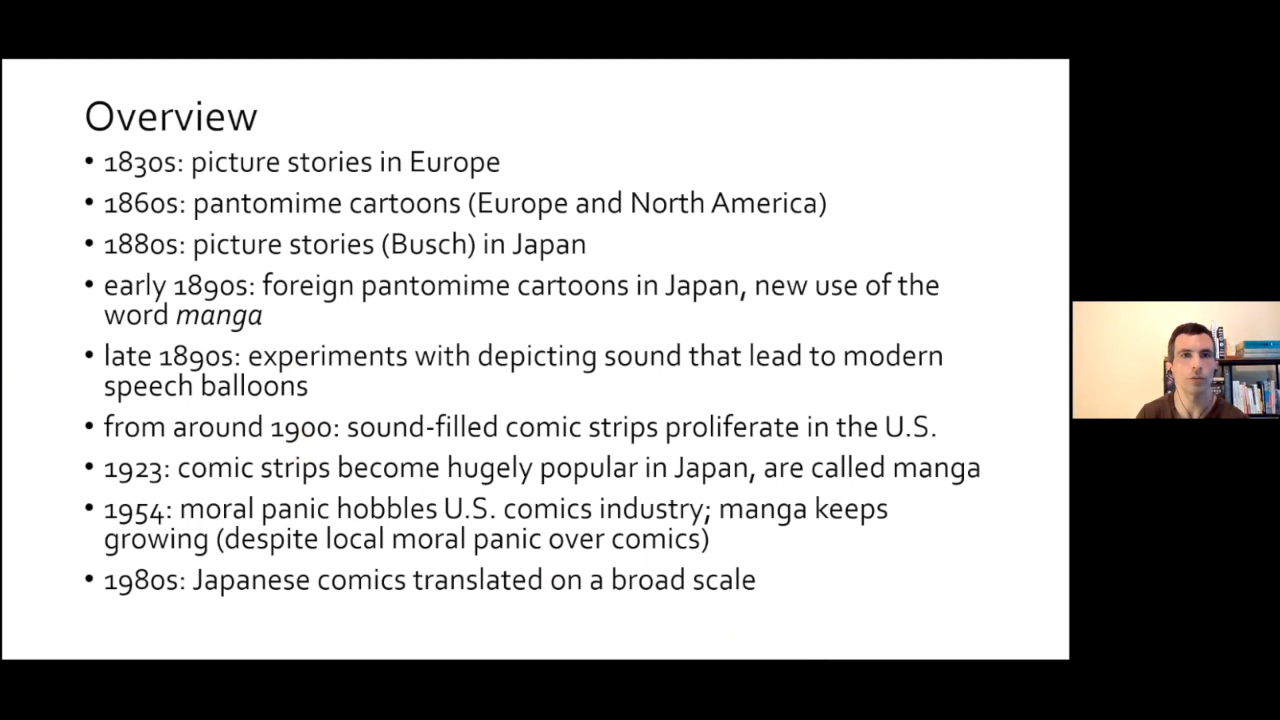 Overview
• 1830s: picture stories in Europe
• 1860s: pantomime cartoons (Europe and North America)
• 1880s: picture stories (Busch) in Japan
• early 1890s: foreign pantomime cartoons in Japan, new use of the
word manga
• late 1890s: experiments with depicting sound that lead to modern
speech balloons
• from around 1900: sound-filled comic strips proliferate in the U.S.
• 1923: comic strips become hugely popular in Japan, are called manga
• 1954: moral panic hobbles U.S. comics industry; manga keeps
growing (despite local moral panic over comics)
• 1980s: Japanese comics translated on a broad scale